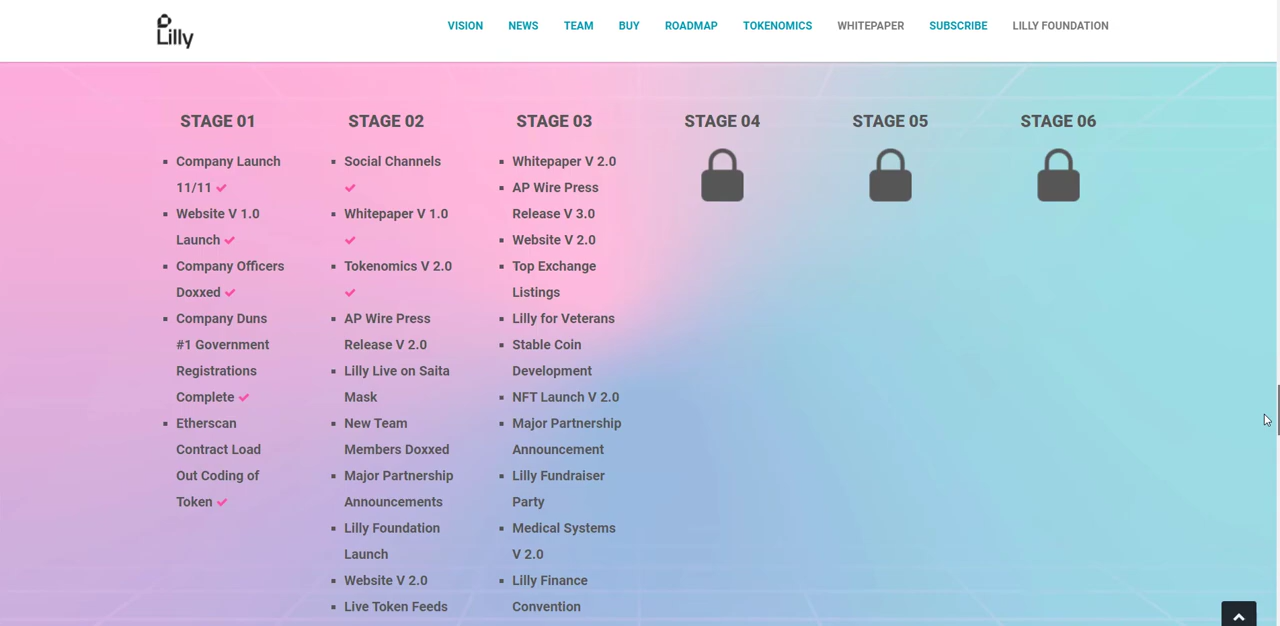 Lilly
VISION
NEWS
TEAM
BUY
ROADMAP
TOKENOMICS
WHITEPAPER
SUBSCRIBE
LILLY FOUNDATION
STAGE 01
Company Launch
11/11
Website V 1.0
Launch
Company Officers
Doxxed
Company Duns
#1 Government
Registrations
Complete
Etherscan
Contract Load
Out Coding of
Token
STAGE 02
Social Channels
Whitepaper V 1.0
Tokenomics V 2.0
AP Wire Press
Release V 2.0
Lilly Live on Saita
Mask
New Team
Members Doxxed
Major Partnership
Announcements
Lilly Foundation
Launch
Website V 2.0
Live Token Feeds
STAGE 03
Whitepaper V 2.0
AP Wire Press
Release V 3.0
Website V 2.0
Top Exchange
Listings
Lilly for Veterans
Stable Coin
Development
NFT Launch V 2.0
Major Partnership
Announcement
Lilly Fundraiser
Party
Medical Systems
V 2.0
Lilly Finance
Convention
STAGE 04
STAGE 05
STAGE 06